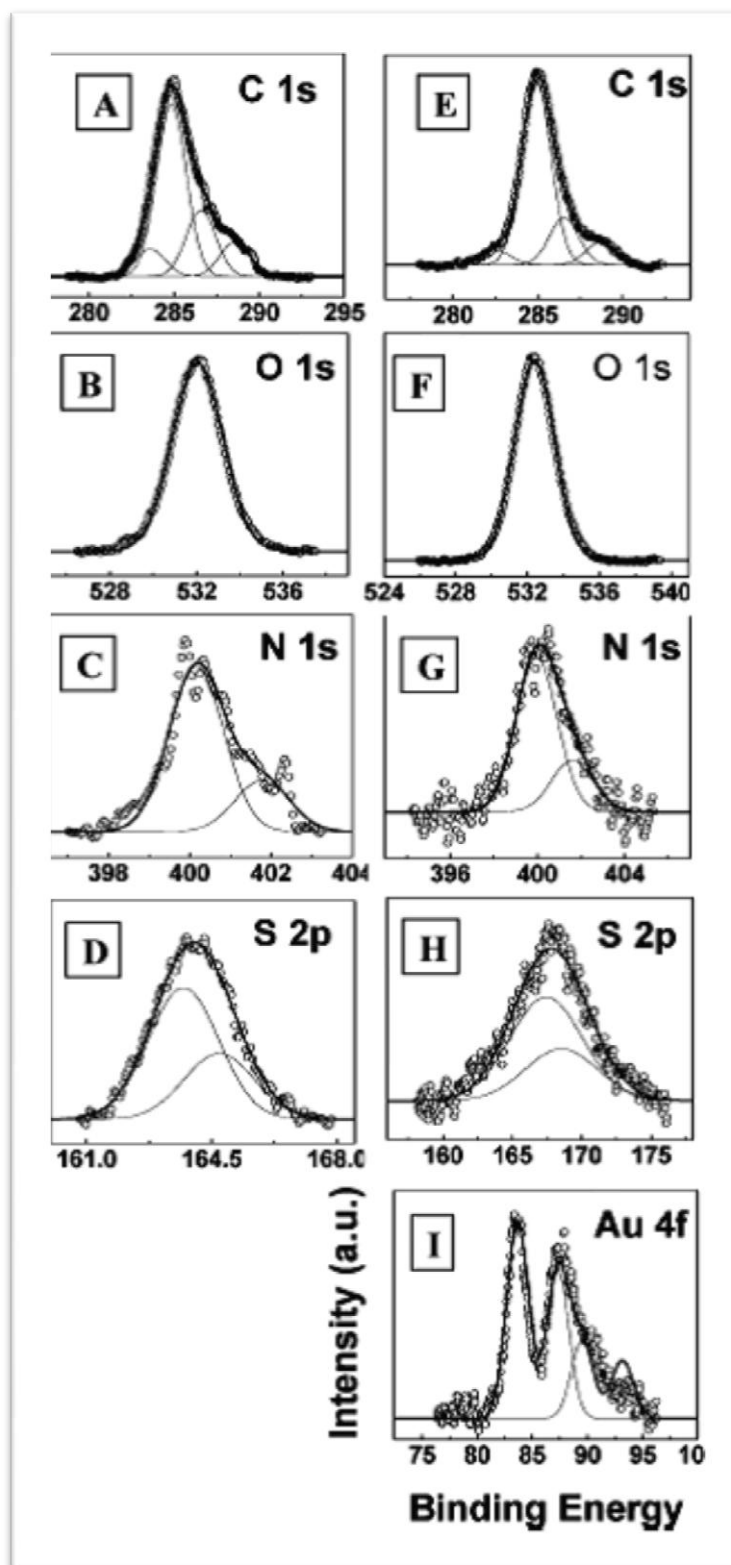 A C 1s
280 285 290 295
E C 1s
280 285 290
B O 1s
528 532 536
F O 1s
524 528 532 536 540
C N 1s
398 400 402 404
G N 1s
396 400 404
D S 2p
161.0 164.5 168.0
H S 2p
160 165 170 175
I Au 4f
75 80 85 90 95 10
Intensity (a.u.)
Binding Energy